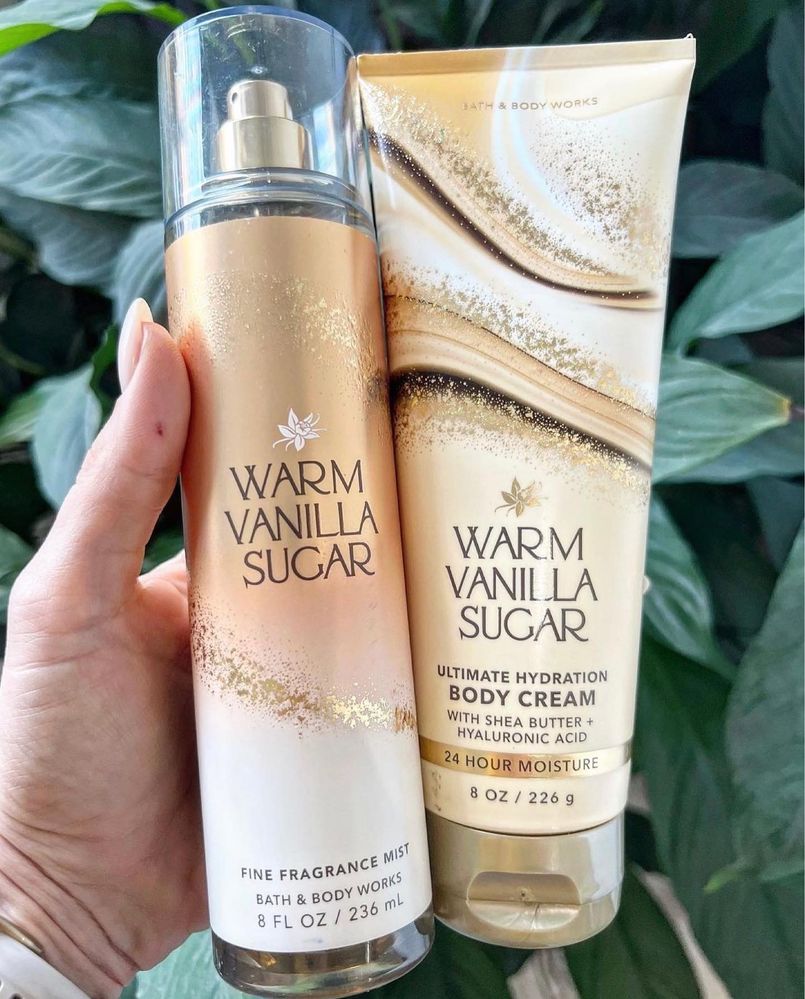 WARM
VANILLA
SUGAR
FINE FRAGRANCE MIST
BATH & BODY WORKS
8 FL OZ / 236 mL
BATH & BODY WORKS
WARM
VANILLA
SUGAR
ULTIMATE HYDRATION
BODY CREAM
WITH SHEA BUTTER +
HYALURONIC ACID
24 HOUR MOISTURE
8 OZ / 226 g